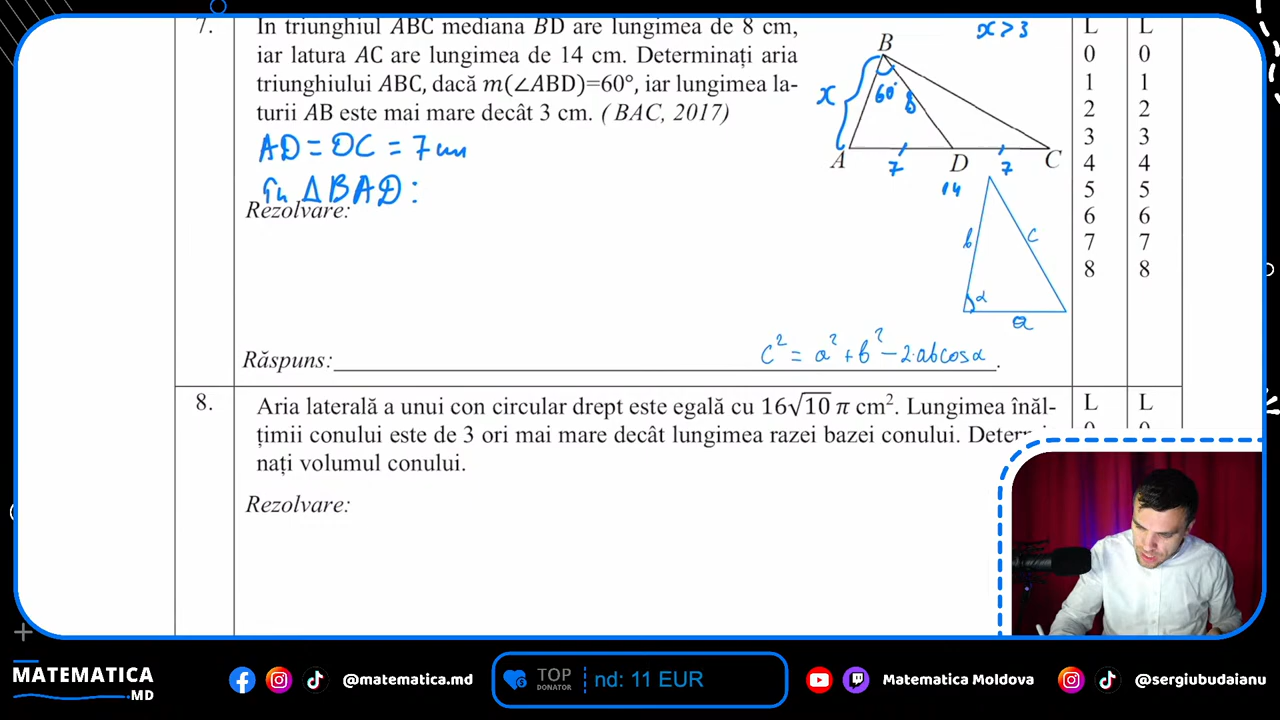 7.
În triunghiul ABC mediana BD are lungimea de 8 cm,
iar latura AC are lungimea de 14 cm. Determinați aria
triunghiului ABC, dacă m(∠ABD)=60°, iar lungimea la-
turii AB este mai mare decât 3 cm. ( BAC, 2017)
AD = DC = 7 cm
în ΔBAD:
Rezolvare:
x > 3
B
x
60°
8
A
7
D
7
C
14
b
c
α
a
c² = a² + b² − 2·ab cosα
Răspuns: .
L L
0 0
1 1
2 2
3 3
4 4
5 5
6 6
7 7
8 8
8.
Aria laterală a unui con circular drept este egală cu 16√10 π cm². Lungimea înăl-
țimii conului este de 3 ori mai mare decât lungimea razei bazei conului. Determi-
nați volumul conului.
Rezolvare:
L L
MATEMATICA
.MD
@matematica.md
TOP
DONATOR
nd: 11 EUR
Matematica Moldova
@sergiubudaianu